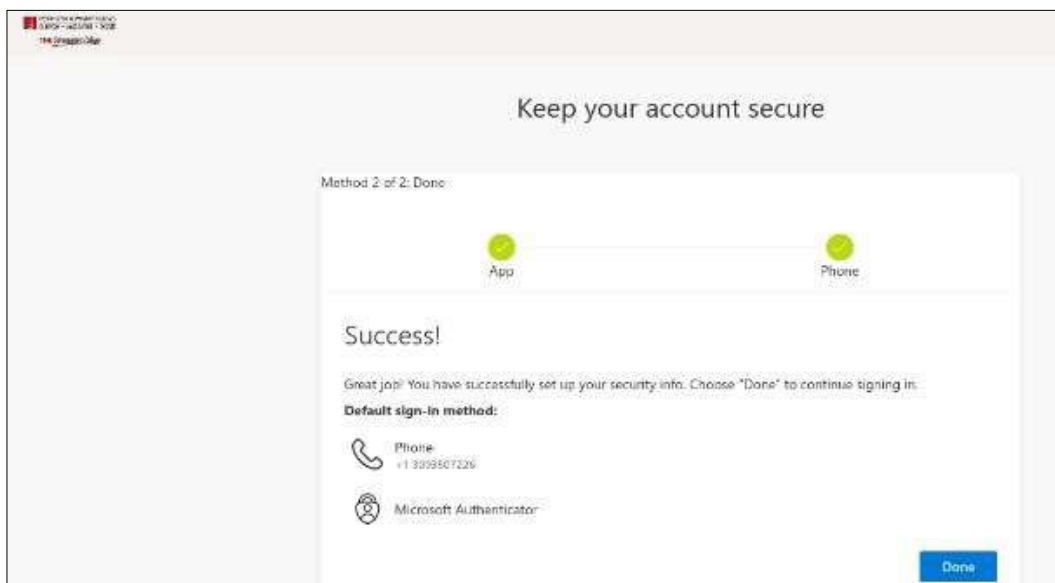 Keep your account secure
Method 2 of 2: Done
App
Phone
Success!
Great job! You have successfully set up your security info. Choose "Done" to continue signing in.
Default sign-in method:
Phone
+1
Microsoft Authenticator
Done